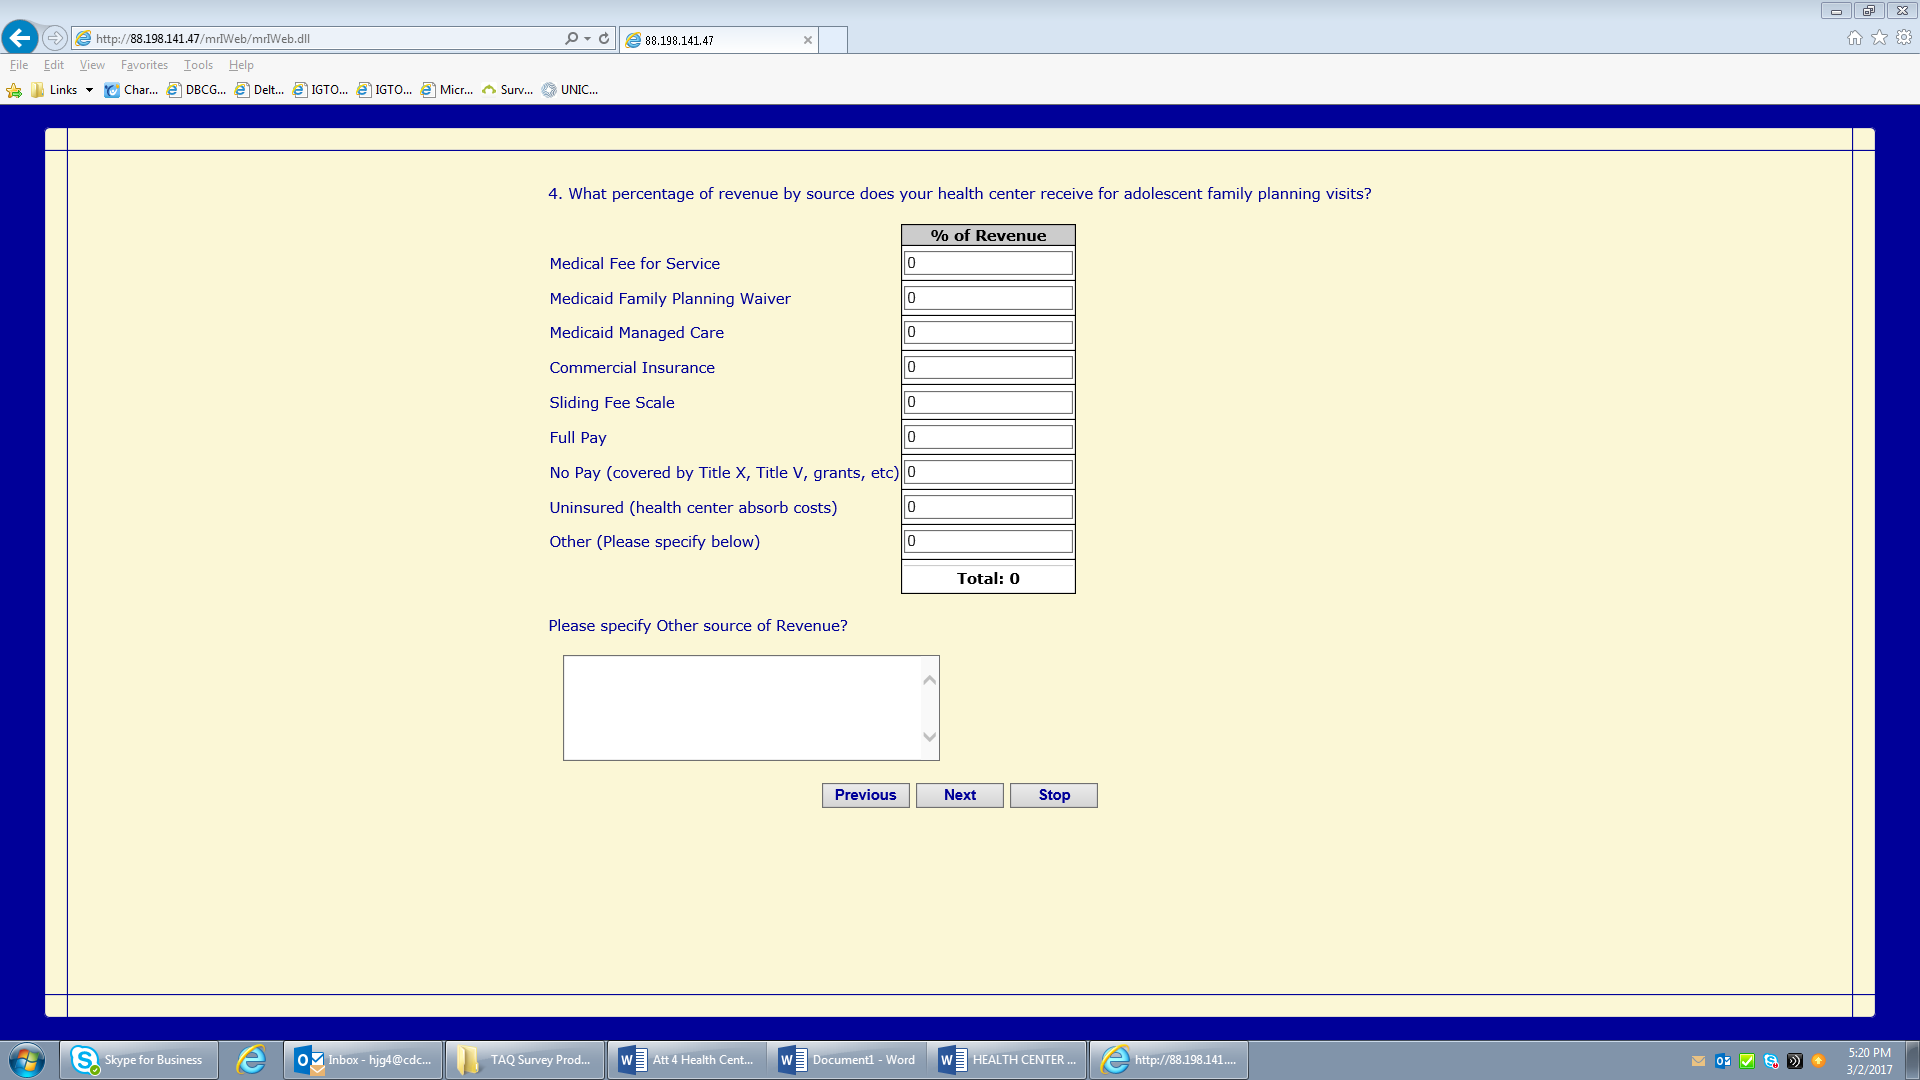 http://88.198.141.47/mrIWeb/mrIWeb.dll
88.198.141.47
File Edit View Favorites Tools Help
Links Char... DBCG... Delt... IGTO... IGTO... Micr... Surv... UNIC...
4. What percentage of revenue by source does your health center receive for adolescent family planning visits?
% of Revenue
Medical Fee for Service 0
Medicaid Family Planning Waiver 0
Medicaid Managed Care 0
Commercial Insurance 0
Sliding Fee Scale 0
Full Pay 0
No Pay (covered by Title X, Title V, grants, etc) 0
Uninsured (health center absorb costs) 0
Other (Please specify below) 0
Total: 0
Please specify Other source of Revenue?
Previous Next Stop
Skype for Business Inbox - hjg4@cdc... TAQ Survey Prod... Att 4 Health Cent... Document1 - Word HEALTH CENTER ... http://88.198.141....
5:20 PM
3/2/2017